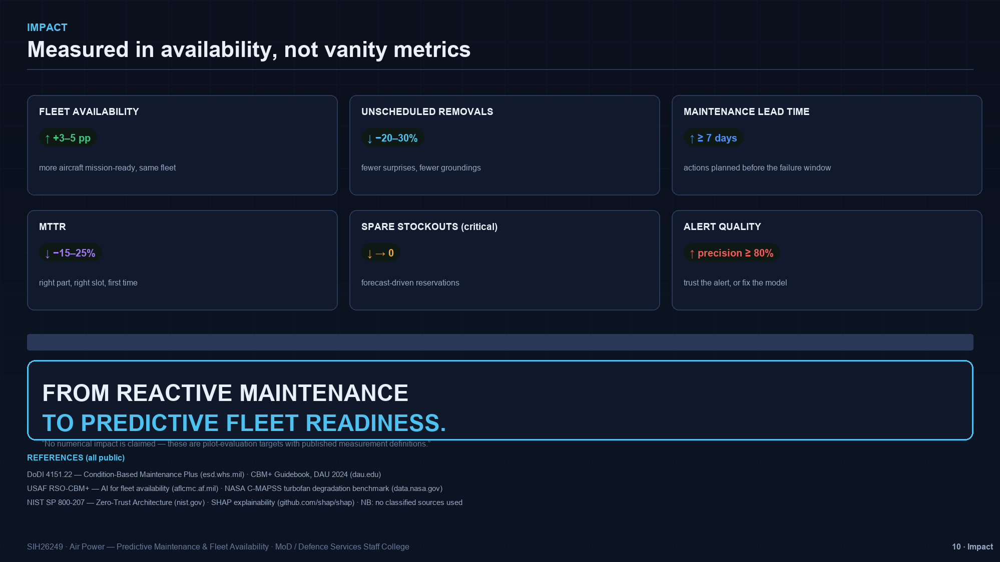 IMPACT
Measured in availability, not vanity metrics
FLEET AVAILABILITY
↑ +3–5 pp
more aircraft mission-ready, same fleet
UNSCHEDULED REMOVALS
↓ −20–30%
fewer surprises, fewer groundings
MAINTENANCE LEAD TIME
↑ ≥ 7 days
actions planned before the failure window
MTTR
↓ −15–25%
right part, right slot, first time
SPARE STOCKOUTS (critical)
↓ → 0
forecast-driven reservations
ALERT QUALITY
↑ precision ≥ 80%
trust the alert, or fix the model
FROM REACTIVE MAINTENANCE
TO PREDICTIVE FLEET READINESS.
“No numerical impact is claimed — these are pilot-evaluation targets with published measurement definitions.”
REFERENCES (all public)
DoDI 4151.22 — Condition-Based Maintenance Plus (esd.whs.mil) · CBM+ Guidebook, DAU 2024 (dau.edu)
USAF RSO-CBM+ — AI for fleet availability (aflcmc.af.mil) · NASA C-MAPSS turbofan degradation benchmark (data.nasa.gov)
NIST SP 800-207 — Zero-Trust Architecture (nist.gov) · SHAP explainability (github.com/shap/shap) · NB: no classified sources used
SIH26249 · Air Power — Predictive Maintenance & Fleet Availability · MoD / Defence Services Staff College
10 · Impact